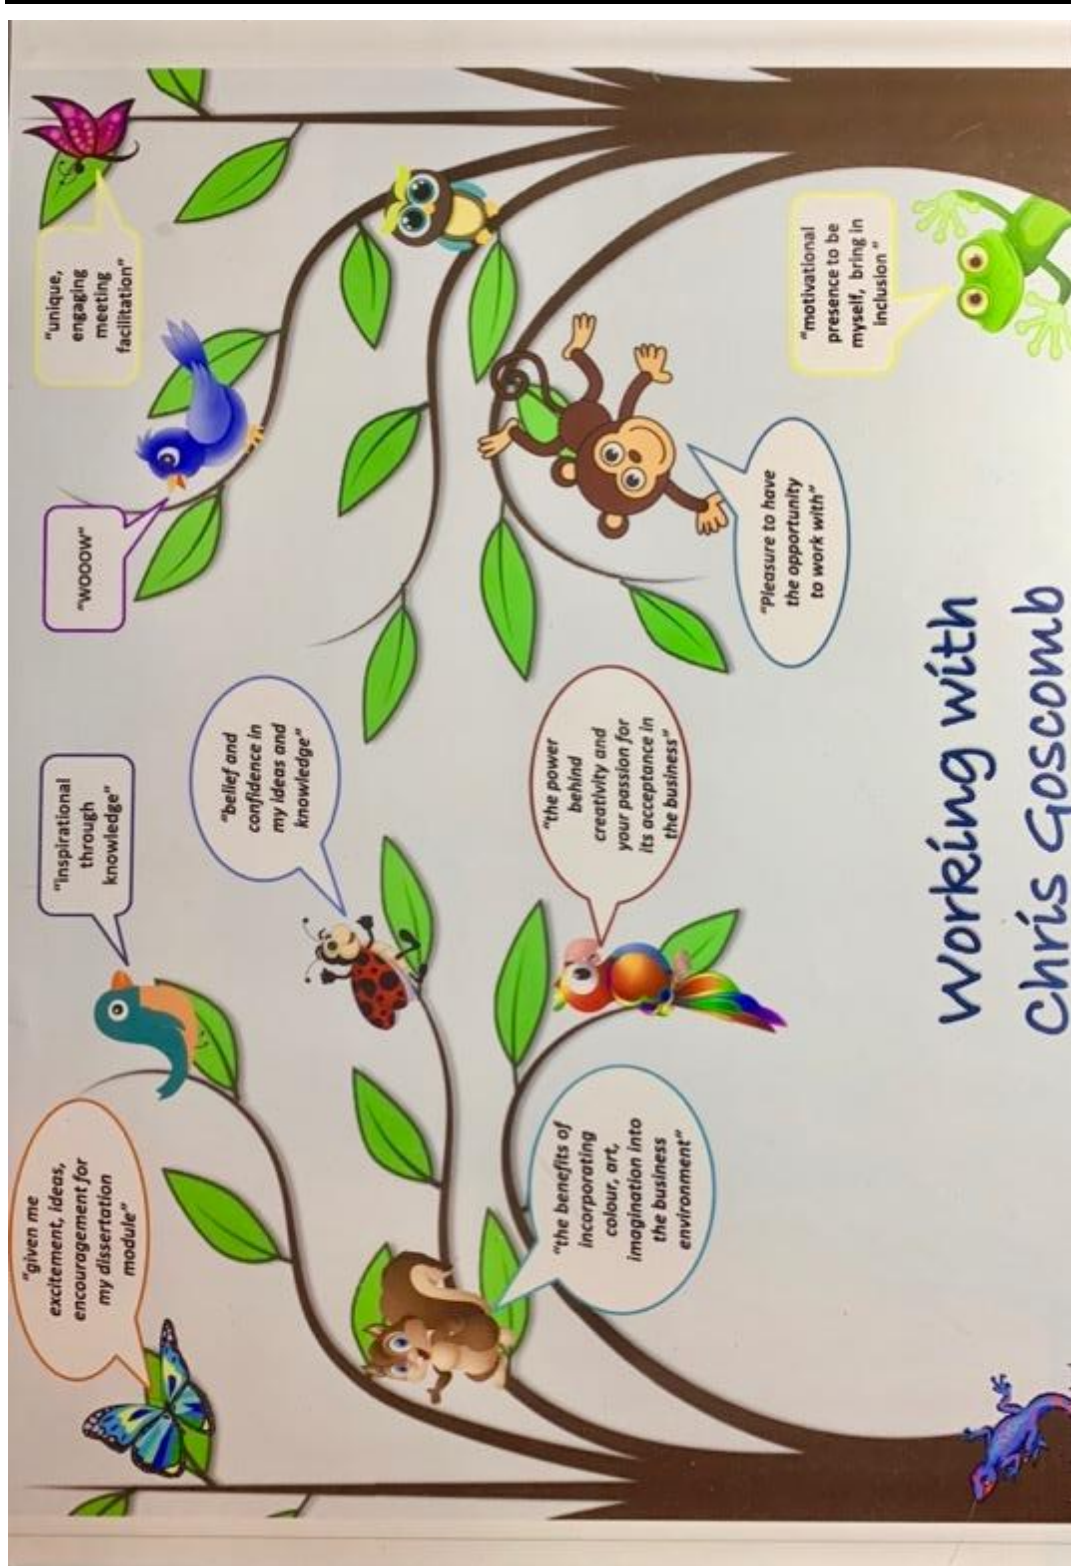 "given me
excitement, ideas,
encouragement for
my dissertation
module"
"inspirational
through
knowledge"
"WOOOW"
"unique,
engaging
meeting
facilitation"
"belief and
confidence in
my ideas and
knowledge"
"the benefits of
incorporating
colour, art,
imagination into
the business
environment"
"the power
behind
creativity and
your passion for
its acceptance in
the business"
"Pleasure to have
the opportunity
to work with"
"motivational
presence to be
myself, bring in
inclusion"
Working with
Chris Goscomb